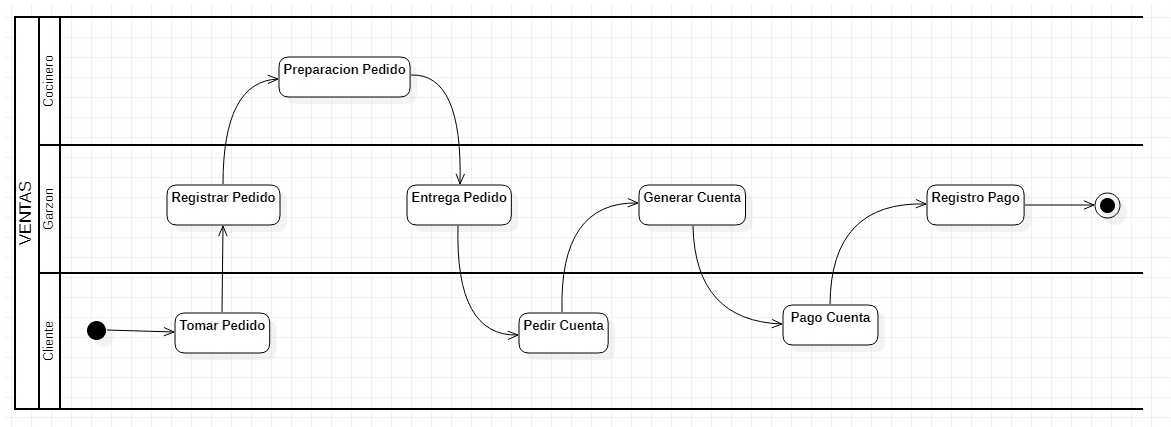 VENTAS
Cocinero
Preparacion Pedido
Garzon
Registrar Pedido
Entrega Pedido
Generar Cuenta
Registro Pago
Cliente
Tomar Pedido
Pedir Cuenta
Pago Cuenta